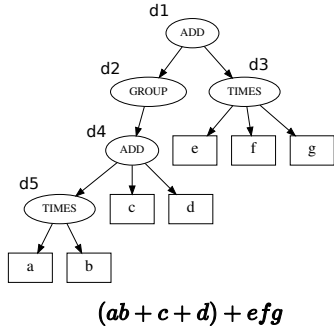 d1
ADD
d2
d3
GROUP
TIMES
d4
ADD
e f g
d5
TIMES
c d
a b
(ab + c + d) + efg